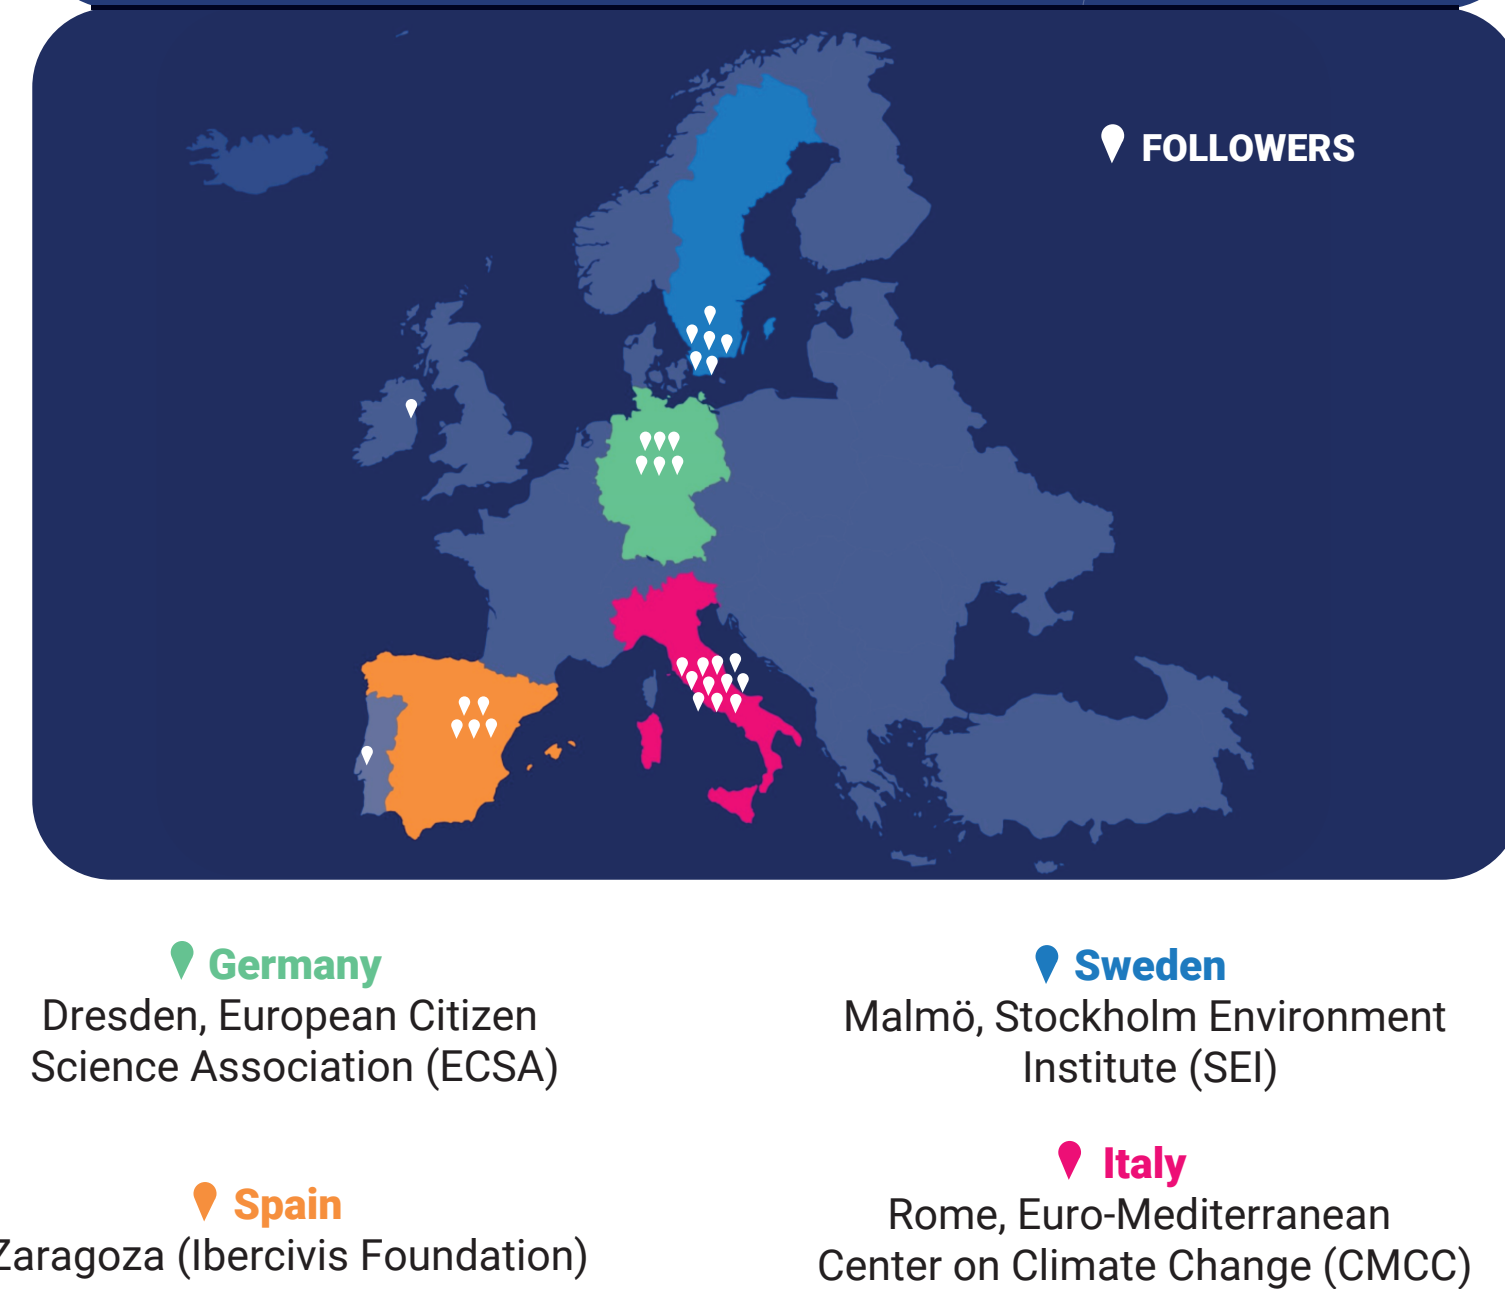 FOLLOWERS
Germany
Dresden, European Citizen
Science Association (ECSA)
Sweden
Malmö, Stockholm Environment
Institute (SEI)
Spain
Zaragoza (Ibercivis Foundation)
Italy
Rome, Euro-Mediterranean
Center on Climate Change (CMCC)